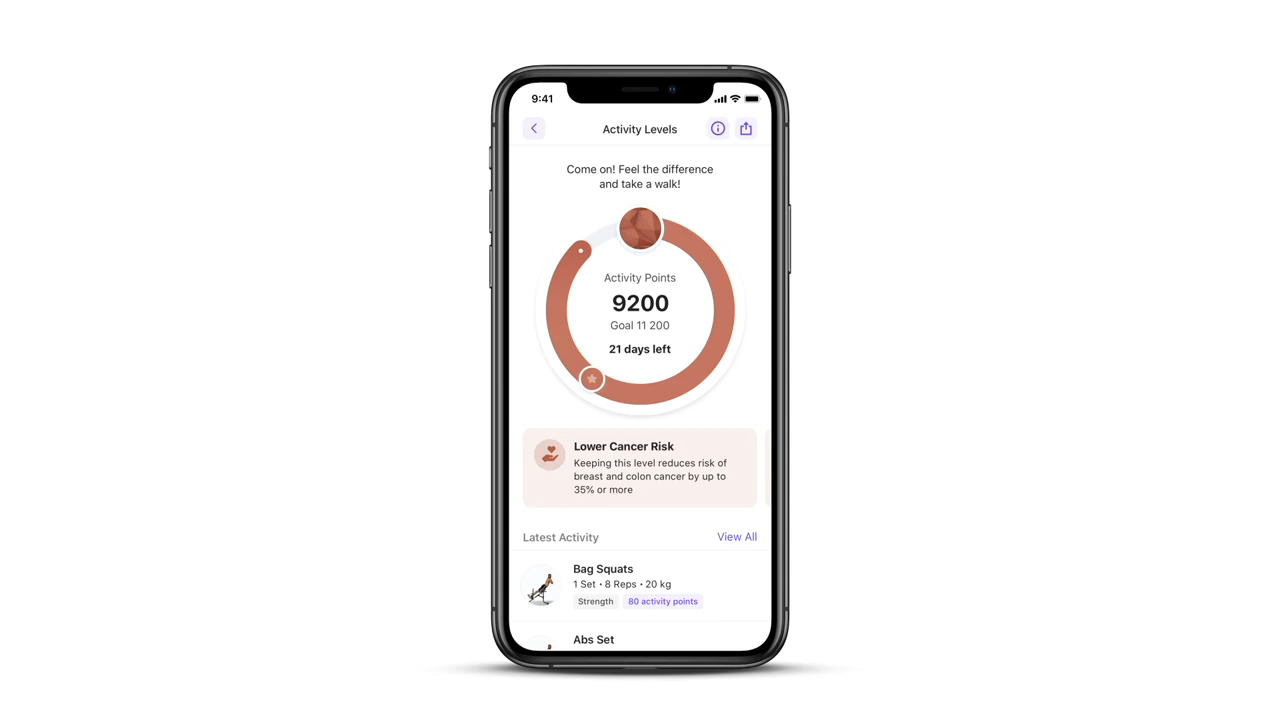 9:41
Activity Levels
Come on! Feel the difference
and take a walk!
Activity Points
9200
Goal 11 200
21 days left
Lower Cancer Risk
Keeping this level reduces risk of
breast and colon cancer by up to
35% or more
Latest Activity
View All
Bag Squats
1 Set • 8 Reps • 20 kg
Strength
80 activity points
Abs Set